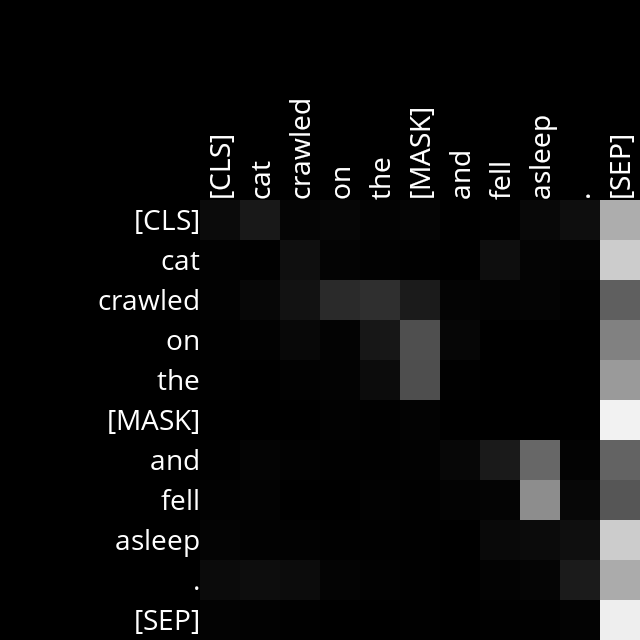 [CLS] cat crawled on the [MASK] and fell asleep . [SEP]
[CLS]
cat
crawled
on
the
[MASK]
and
fell
asleep
.
[SEP]